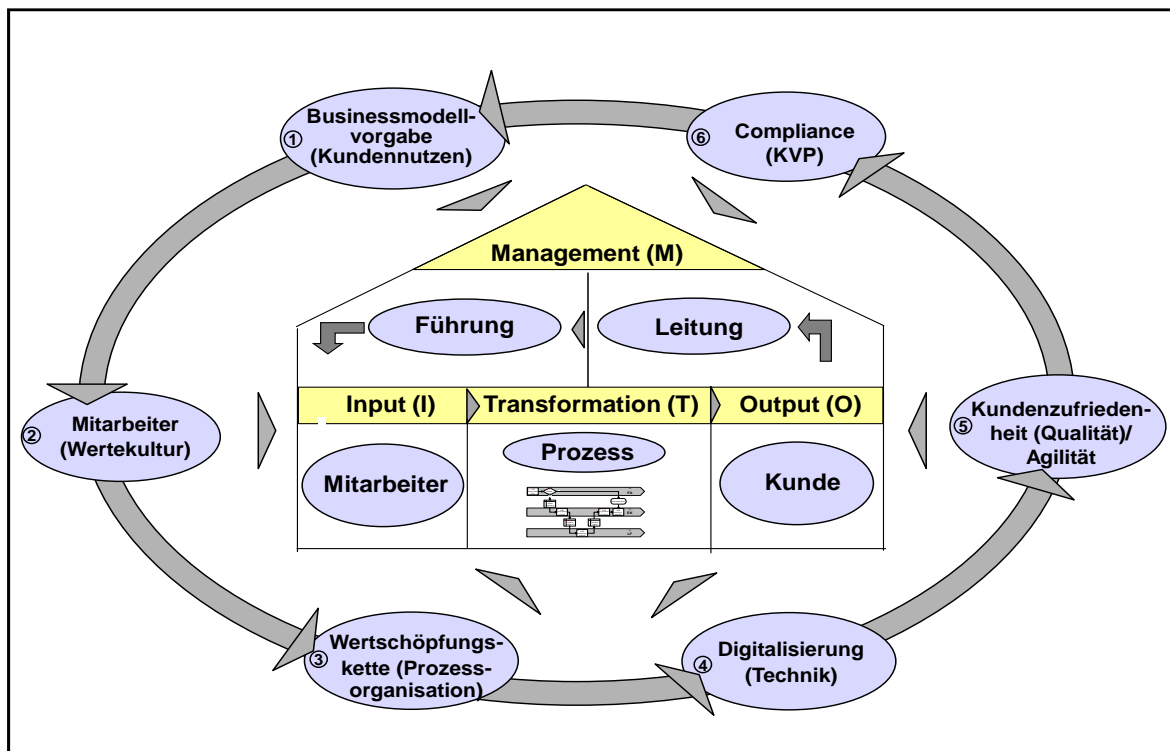 ① Businessmodell-
vorgabe
(Kundennutzen)
⑥ Compliance
(KVP)
Management (M)
Führung
Leitung
② Mitarbeiter
(Wertekultur)
Input (I)
Transformation (T)
Output (O)
Mitarbeiter
Prozess
Kunde
⑤ Kundenzufrieden-
heit (Qualität)/
Agilität
③ Wertschöpfungs-
kette (Prozess-
organisation)
④ Digitalisierung
(Technik)